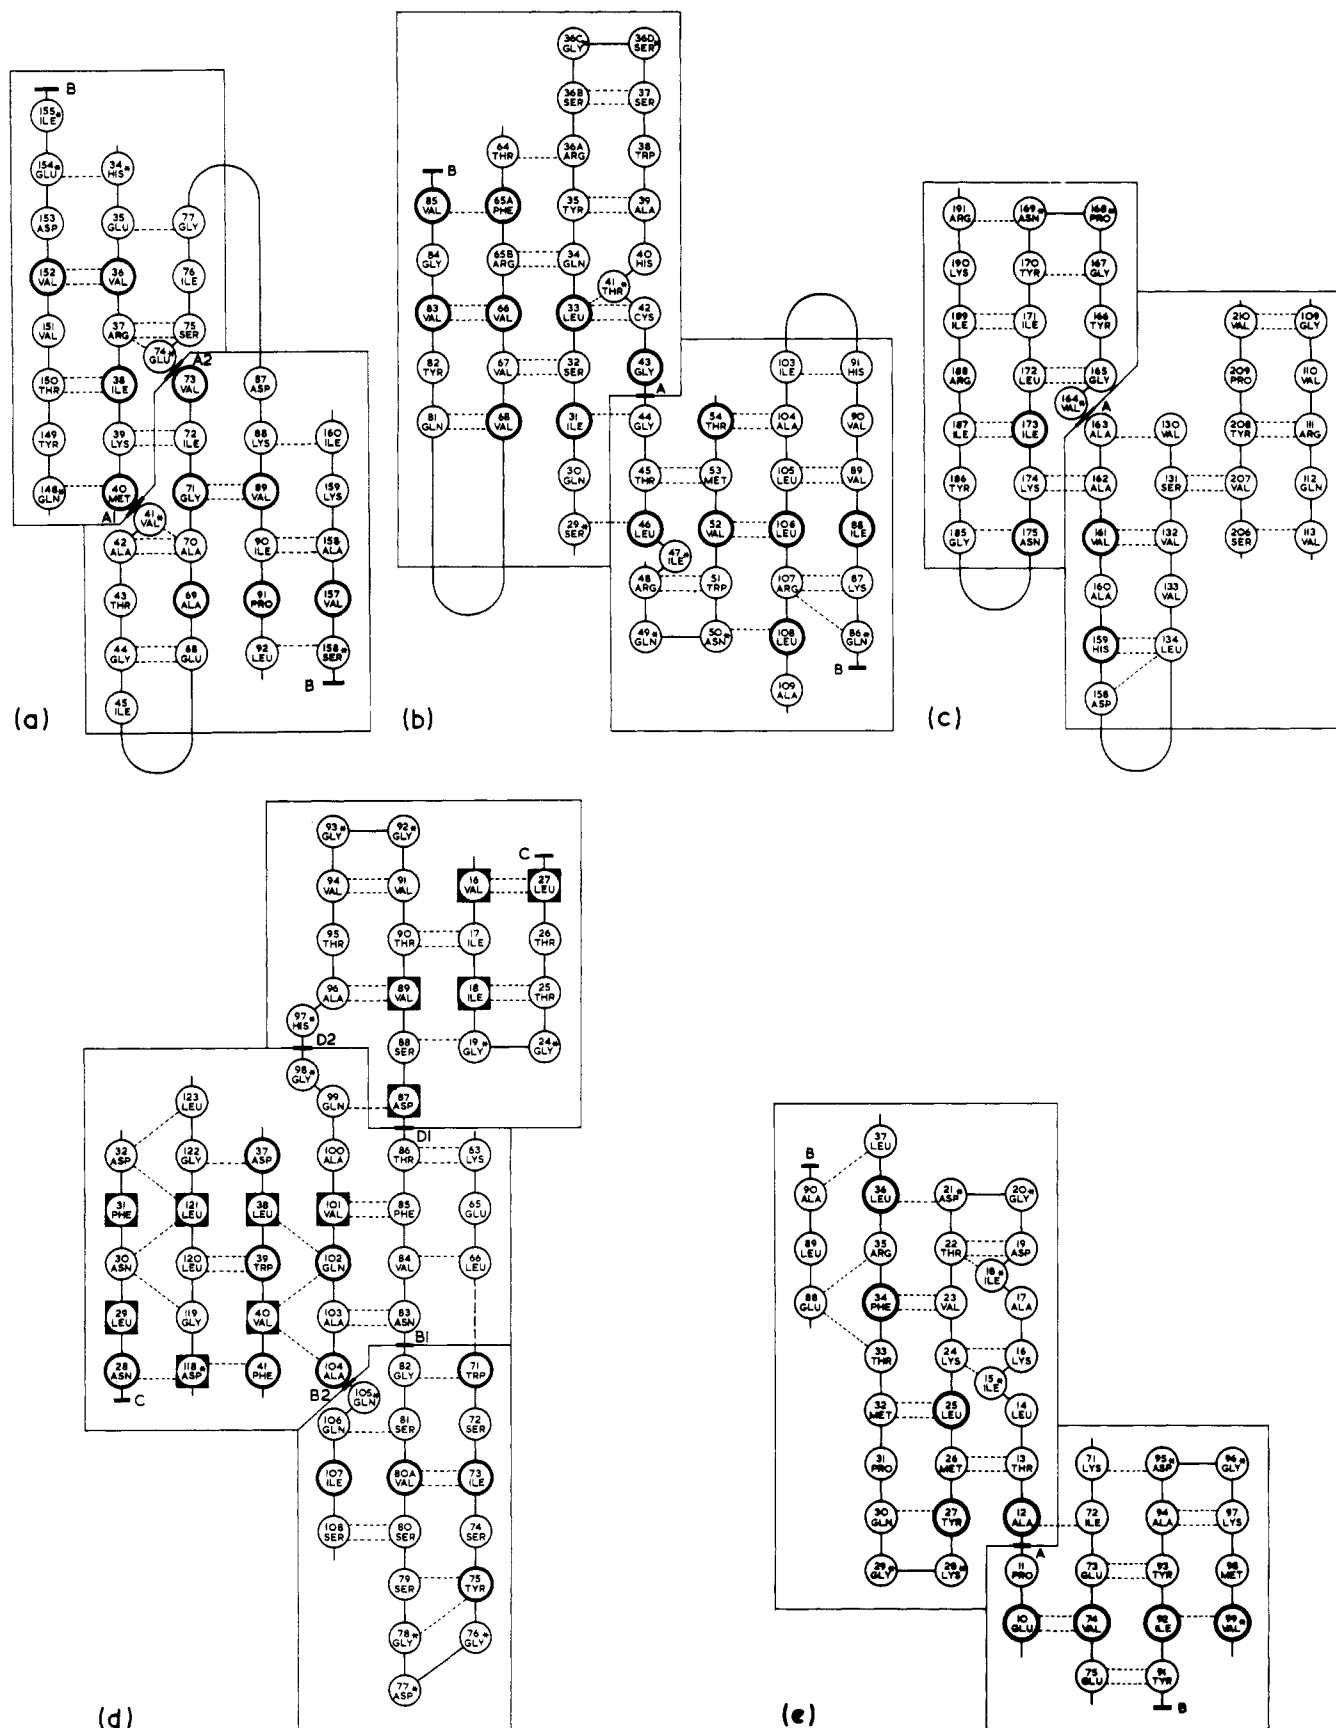 B
155* ILE
154* GLU
34* HIS
153 ASP
35 GLU
77 GLY
152 VAL
36 VAL
76 ILE
151 VAL
37 ARG
75 SER
74* GLU
A2
150 THR
38 ILE
73 VAL
87 ASP
149 TYR
39 LYS
72 ILE
88 LYS
160 ILE
148* GLN
40 MET
71 GLY
89 VAL
159 LYS
A1
41* VAL
42 ALA
70 ALA
90 ILE
158 ALA
43 THR
69 ALA
91 PRO
157 VAL
44 GLY
68 GLU
92 LEU
158* SER
B
45 ILE
(a)
36C GLY
36D SER*
36B SER
37 SER
64 THR
36A ARG
38 TRP
B
85 VAL
65A PHE
35 TYR
39 ALA
84 GLY
65B ARG
34 GLN
40 HIS
41* THR
83 VAL
66 VAL
33 LEU
42 CYS
82 TYR
67 VAL
32 SER
43 GLY
A
81 GLN
68 VAL
31 ILE
44 GLY
54 THR
104 ALA
90 VAL
103 ILE
91 HIS
30 GLN
45 THR
53 MET
105 LEU
89 VAL
29* SER
46 LEU
52 VAL
106 LEU
88 ILE
47* ILE
48 ARG
51 TRP
107 ARG
87 LYS
49* GLN
50* ASN
108 LEU
86* GLN
B
109 ALA
(b)
191 ARG
169* ASN
168* PRO
190 LYS
170 TYR
167 GLY
189 ILE
171 ILE
166 TYR
210 VAL
109 GLY
188 ARG
172 LEU
165 GLY
209 PRO
110 VAL
164* VAL
A
187 ILE
173 ILE
163 ALA
130 VAL
208 TYR
111 ARG
186 TYR
174 LYS
162 ALA
131 SER
207 VAL
112 GLN
185 GLY
175 ASN
161 VAL
132 VAL
206 SER
113 VAL
160 ALA
133 VAL
159 HIS
134 LEU
158 ASP
(c)
93* GLY
92* GLY
C
94 VAL
91 VAL
16 VAL
27 LEU
95 THR
90 THR
17 ILE
26 THR
96 ALA
89 VAL
18 ILE
25 THR
97* HIS
D2
88 SER
19* GLY
24* GLY
98* GLY
123 LEU
99 GLN
87 ASP
D1
32 ASP
122 GLY
37 ASP
100 ALA
86 THR
63 LYS
31 PHE
121 LEU
38 LEU
101 VAL
85 PHE
65 GLU
30 ASN
120 LEU
39 TRP
102 GLN
84 VAL
66 LEU
29 LEU
119 GLY
40 VAL
103 ALA
83 ASN
B1
28 ASN
118* ASP
41 PHE
104 ALA
82 GLY
71 TRP
C
B2
105* GLN
106 GLN
81 SER
72 SER
107 ILE
80A VAL
73 ILE
108 SER
80 SER
74 SER
79 SER
75 TYR
78* GLY
76* GLY
77* ASP
(d)
37 LEU
B
90 ALA
36 LEU
21* ASP
20* GLY
89 LEU
35 ARG
22 THR
19 ASP
18* ILE
88 GLU
34 PHE
23 VAL
17 ALA
33 THR
24 LYS
16 LYS
15* ILE
32 MET
25 LEU
14 LEU
31 PRO
26 MET
13 THR
71 LYS
95* ASP
96* GLY
30 GLN
27 TYR
12 ALA
72 ILE
94 ALA
97 LYS
A
29* GLY
28* LYS
11 PRO
73 GLU
93 TYR
98 MET
10 GLU
74 VAL
92 ILE
99* VAL
75 GLU
91 TYR
B
(e)